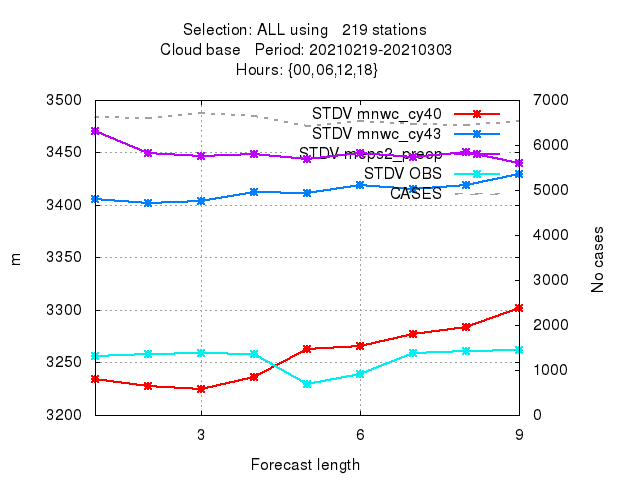 Selection: ALL using   219 stations
Cloud base   Period: 20210219-20210303
Hours: {00,06,12,18}
3500
3450
3400
3350
3300
3250
3200
m
7000
6000
5000
4000
3000
2000
1000
0
No cases
STDV mnwc_cy40
STDV mnwc_cy43
STDV meps2_precp
STDV OBS
CASES
3
6
9
Forecast length